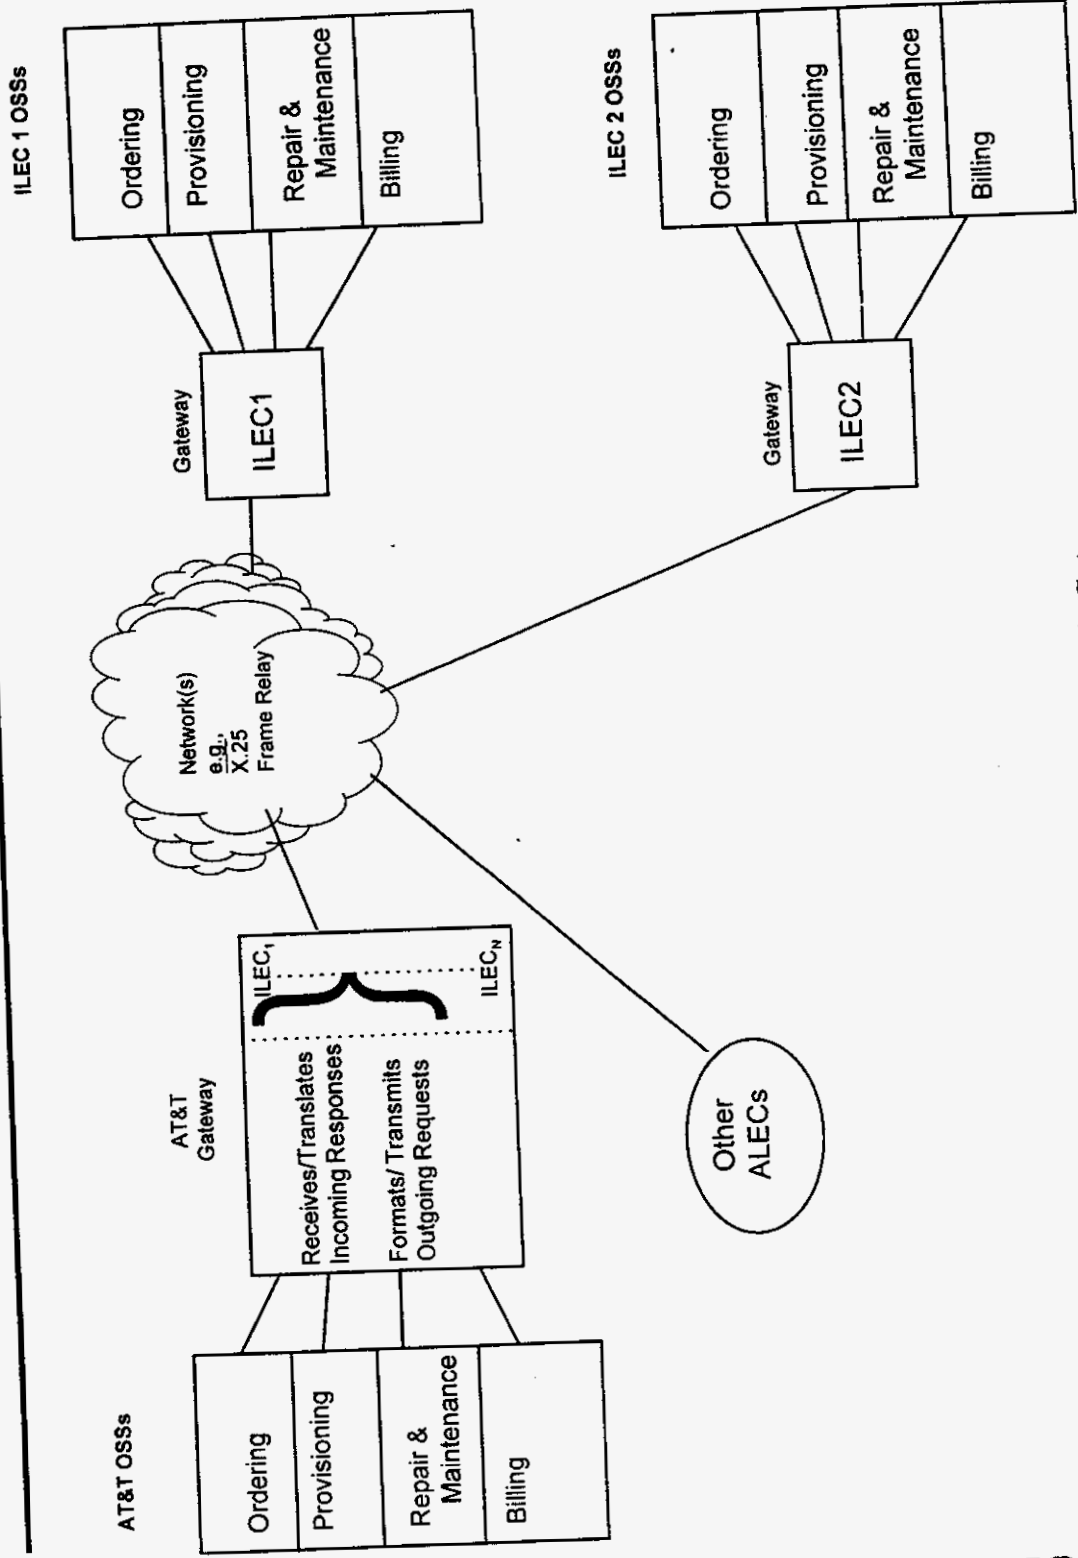 AT&T OSSs
Ordering
Provisioning
Repair &
Maintenance
Billing
AT&T
Gateway
Receives/Translates
Incoming Responses
Formats/ Transmits
Outgoing Requests
ILEC₁
ILECN
Network(s)
e.g.,
X.25
Frame Relay
Other
ALECs
Gateway
ILEC1
ILEC 1 OSSs
Ordering
Provisioning
Repair &
Maintenance
Billing
Gateway
ILEC2
ILEC 2 OSSs
Ordering
Provisioning
Repair &
Maintenance
Billing